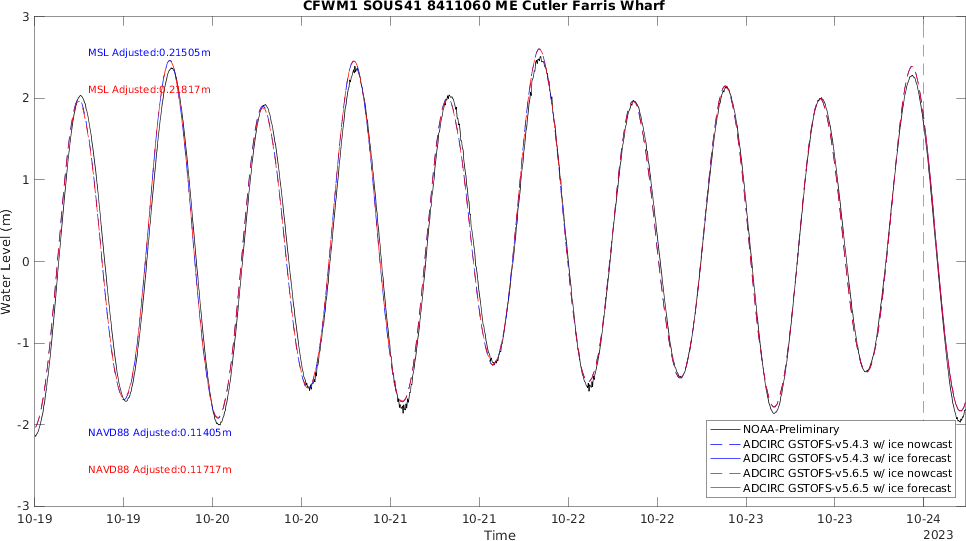 CFWM1 SOUS41 8411060 ME Cutler Farris Wharf
3
2
1
0
-1
-2
-3
Water Level (m)
MSL Adjusted:0.21505m
MSL Adjusted:0.21817m
NAVD88 Adjusted:0.11405m
NAVD88 Adjusted:0.11717m
NOAA-Preliminary
ADCIRC GSTOFS-v5.4.3 w/ ice nowcast
ADCIRC GSTOFS-v5.4.3 w/ ice forecast
ADCIRC GSTOFS-v5.6.5 w/ ice nowcast
ADCIRC GSTOFS-v5.6.5 w/ ice forecast
10-19 10-19 10-20 10-20 10-21 10-21 10-22 10-22 10-23 10-23 10-24
Time
2023